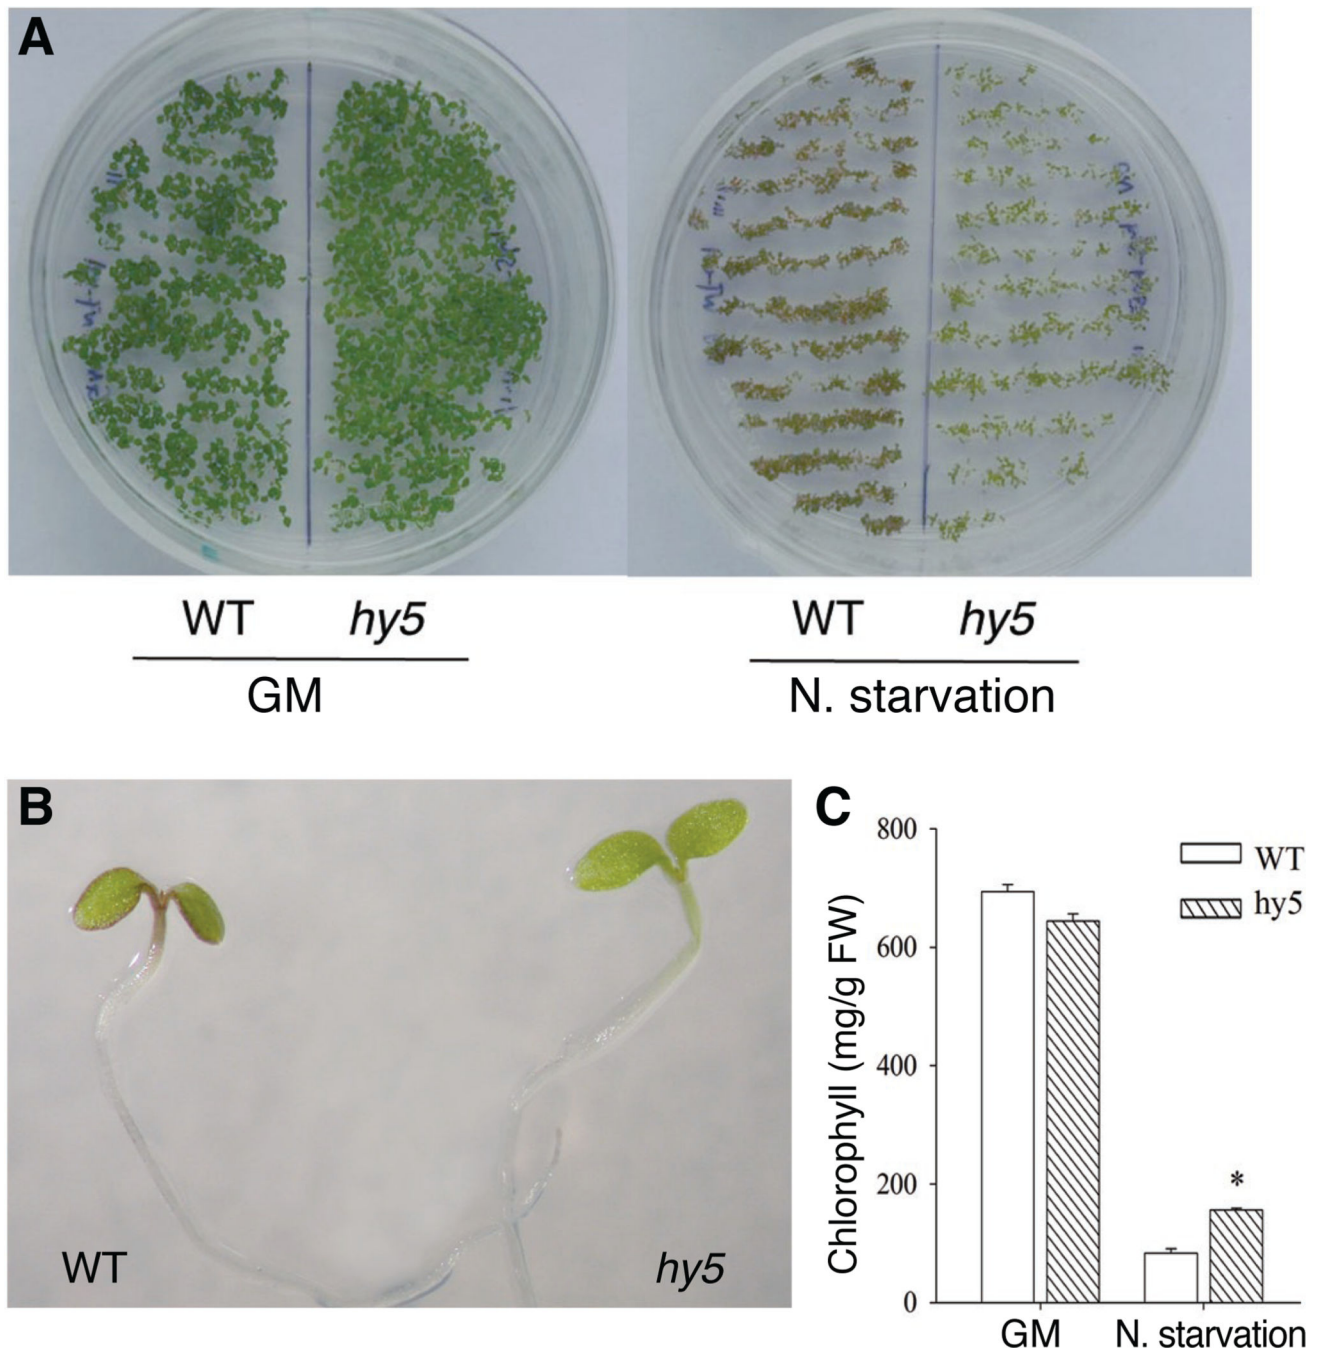 A
WT hy5
GM
WT hy5
N. starvation
B
WT
hy5
C
Chlorophyll (mg/g FW)
800
600
400
200
0
WT
hy5
*
GM
N. starvation